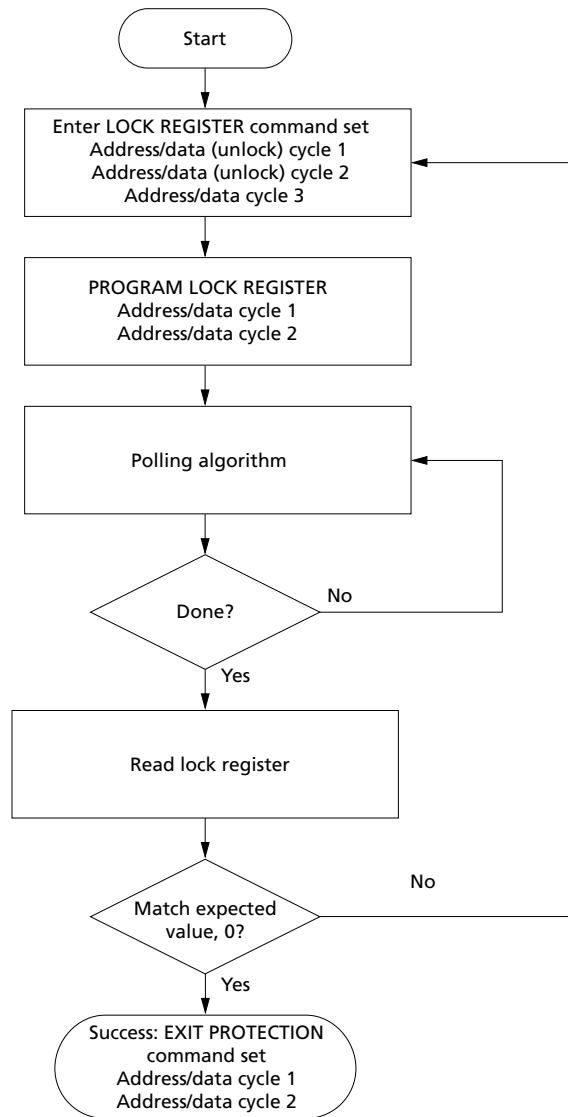 Start
Enter LOCK REGISTER command set
Address/data (unlock) cycle 1
Address/data (unlock) cycle 2
Address/data cycle 3
PROGRAM LOCK REGISTER
Address/data cycle 1
Address/data cycle 2
Polling algorithm
Done?
No
Yes
Read lock register
Match expected
value, 0?
No
Yes
Success: EXIT PROTECTION
command set
Address/data cycle 1
Address/data cycle 2